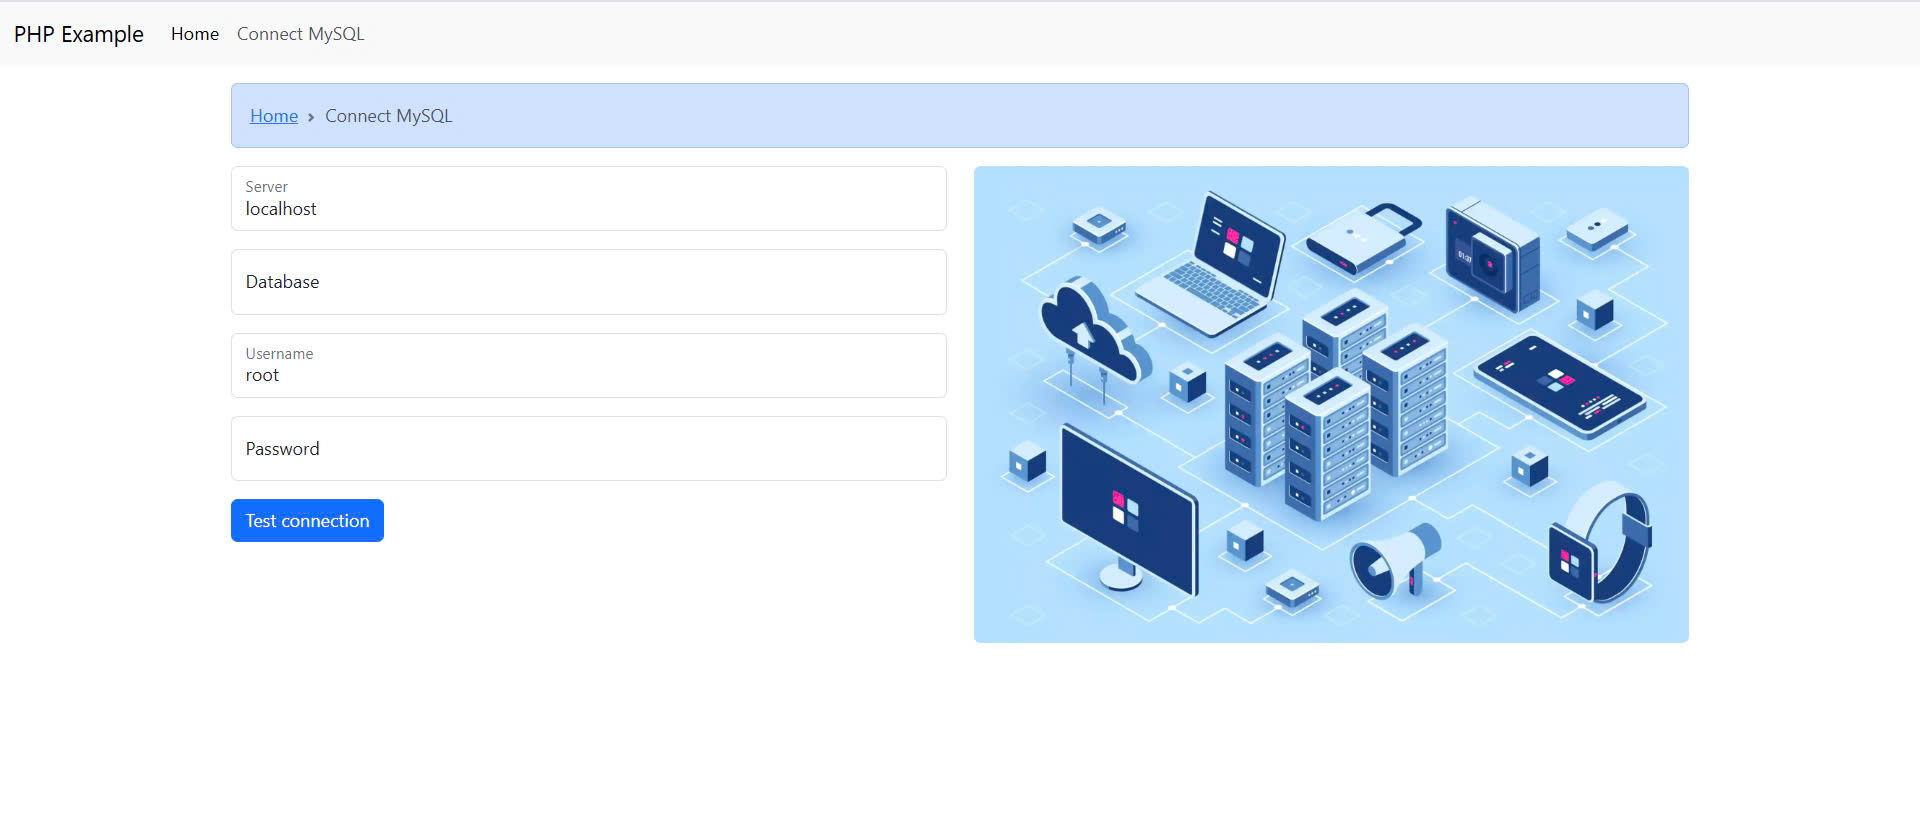 PHP Example Home Connect MySQL
Home › Connect MySQL
Server
localhost
Database
Username
root
Password
Test connection